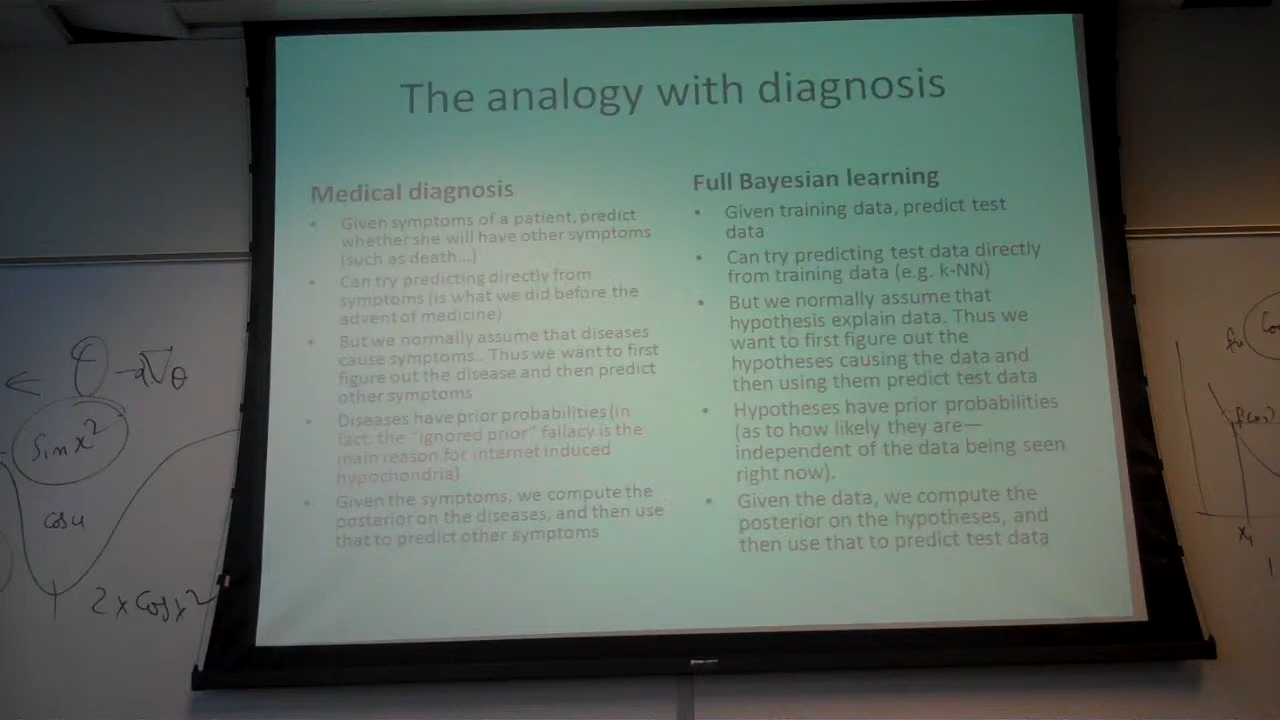 The analogy with diagnosis
Medical diagnosis
• Given symptoms of a patient, predict
whether she will have other symptoms
(such as death…)
• Can try predicting directly from
symptoms (is what we did before the
advent of medicine)
• But we normally assume that diseases
cause symptoms.. Thus we want to first
figure out the disease and then predict
other symptoms
• Diseases have prior probabilities (in
fact, the "ignored prior" fallacy is the
main reason for internet induced
hypochondria)
• Given the symptoms, we compute the
posterior on the diseases, and then use
that to predict other symptoms
Full Bayesian learning
• Given training data, predict test
data
• Can try predicting test data directly
from training data (e.g. k-NN)
• But we normally assume that
hypothesis explain data. Thus we
want to first figure out the
hypotheses causing the data and
then using them predict test data
• Hypotheses have prior probabilities
(as to how likely they are—
independent of the data being seen
right now).
• Given the data, we compute the
posterior on the hypotheses, and
then use that to predict test data
Sin x²
cos u
2x Cos x²
x₁